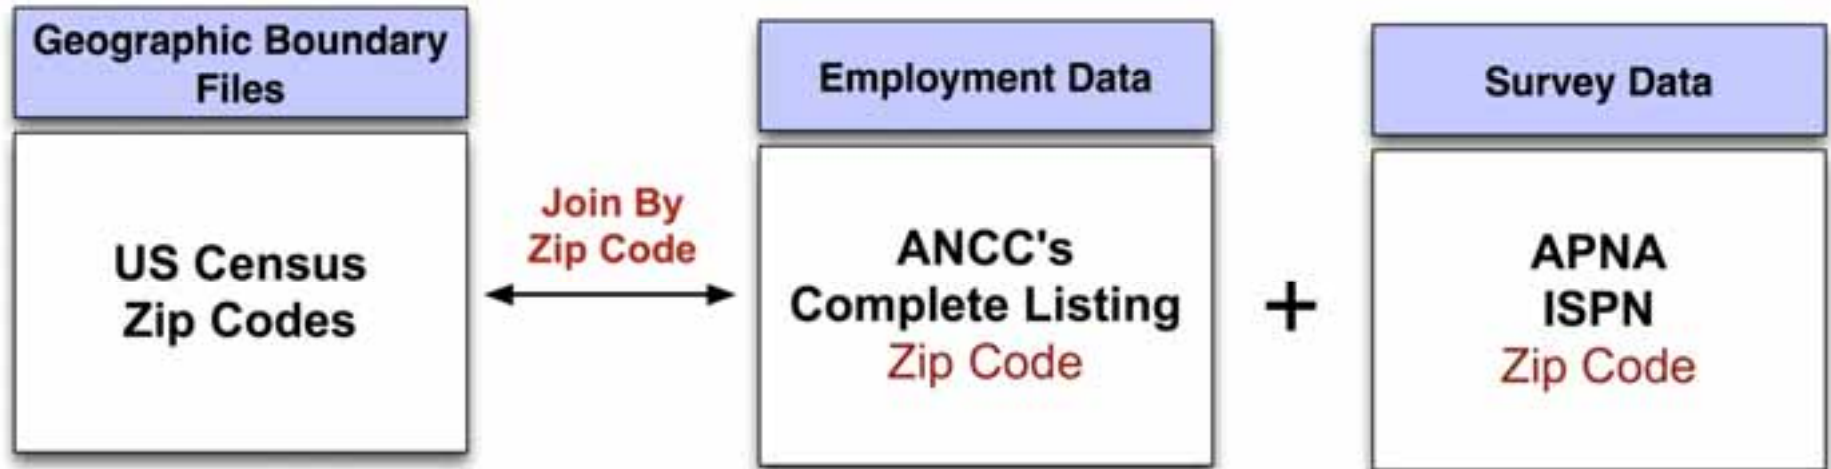 Geographic Boundary
Files
US Census
Zip Codes
Join By
Zip Code
Employment Data
ANCC's
Complete Listing
Zip Code
+
Survey Data
APNA
ISPN
Zip Code